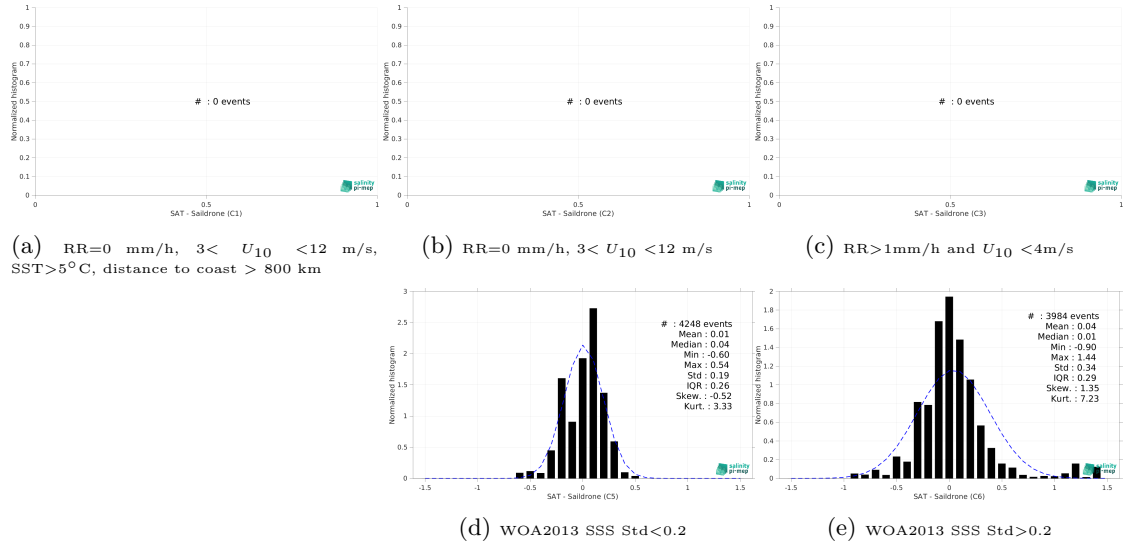 1
0.9
0.8
0.7
0.6
0.5
0.4
0.3
0.2
0.1
0
Normalized histogram
# : 0 events
salinity
pi-mep
0 0.5 1
SAT - Saildrone (C1)
(a) RR=0 mm/h, 3< U10 <12 m/s,
SST>5°C, distance to coast > 800 km
1
0.9
0.8
0.7
0.6
0.5
0.4
0.3
0.2
0.1
0
Normalized histogram
# : 0 events
salinity
pi-mep
0 0.5 1
SAT - Saildrone (C2)
(b) RR=0 mm/h, 3< U10 <12 m/s
1
0.9
0.8
0.7
0.6
0.5
0.4
0.3
0.2
0.1
0
Normalized histogram
# : 0 events
salinity
pi-mep
0 0.5 1
SAT - Saildrone (C3)
(c) RR>1mm/h and U10 <4m/s
3
2.5
2
1.5
1
0.5
0
Normalized histogram
# : 4248 events
Mean : 0.01
Median : 0.04
Min : -0.60
Max : 0.54
Std : 0.19
IQR : 0.26
Skew. : -0.52
Kurt. : 3.33
salinity
pi-mep
-1.5 -1 -0.5 0 0.5 1 1.5
SAT - Saildrone (C5)
(d) WOA2013 SSS Std<0.2
2
1.8
1.6
1.4
1.2
1
0.8
0.6
0.4
0.2
0
Normalized histogram
# : 3984 events
Mean : 0.04
Median : 0.01
Min : -0.90
Max : 1.44
Std : 0.34
IQR : 0.29
Skew. : 1.35
Kurt. : 7.23
salinity
pi-mep
-1.5 -1 -0.5 0 0.5 1 1.5
SAT - Saildrone (C6)
(e) WOA2013 SSS Std>0.2